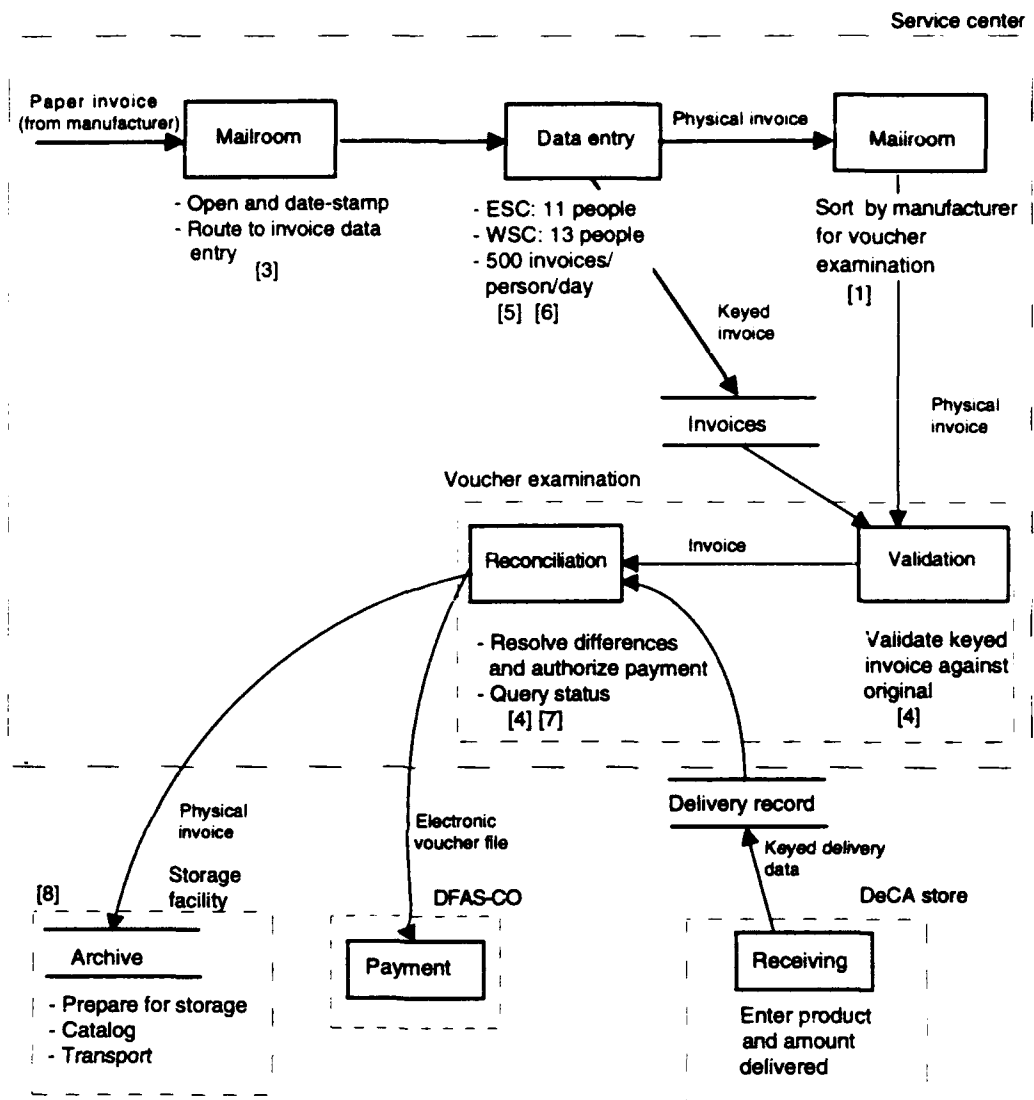 Service center
Paper invoice
(from manufacturer)
Mailroom
Data entry
Physical invoice
Mailroom
- Open and date-stamp
- Route to invoice data
entry
[3]
- ESC: 11 people
- WSC: 13 people
- 500 invoices/
person/day
[5] [6]
Sort by manufacturer
for voucher
examination
[1]
Keyed
invoice
Invoices
Physical
invoice
Voucher examination
Reconciliation
Invoice
Validation
- Resolve differences
and authorize payment
- Query status
[4] [7]
Validate keyed
invoice against
original
[4]
Delivery record
Physical
invoice
Electronic
voucher file
Keyed delivery
data
[8]
Storage
facility
DFAS-CO
DeCA store
Archive
Payment
Receiving
- Prepare for storage
- Catalog
- Transport
Enter product
and amount
delivered